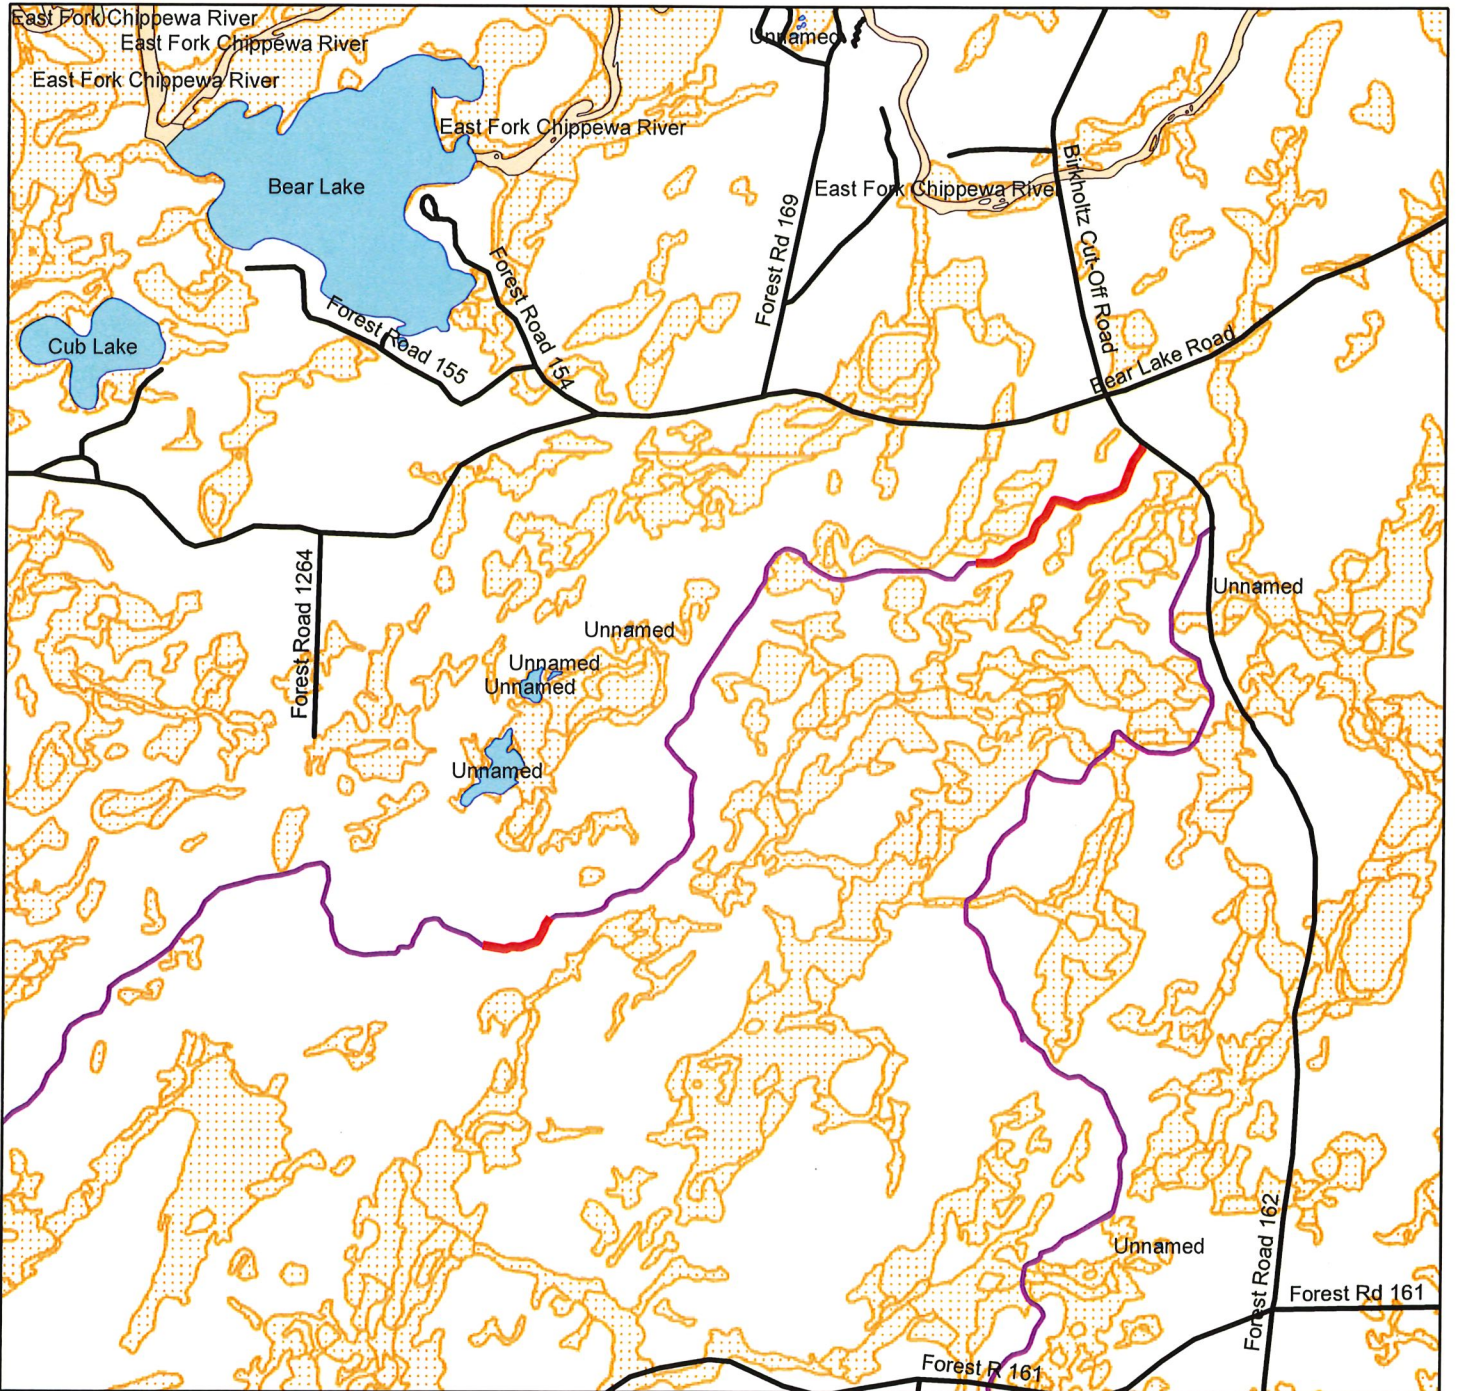 East Fork Chippewa River
East Fork Chippewa River
Unnamed
East Fork Chippewa River
East Fork Chippewa River
Bear Lake
East Fork Chippewa River
Birkholtz Cut-Off Road
Forest Rd 169
Forest Road 154
Forest Road 155
Cub Lake
Bear Lake Road
Forest Road 1264
Unnamed
Unnamed
Unnamed
Unnamed
Unnamed
Unnamed
Forest Road 162
Forest Rd 161
Forest R 161